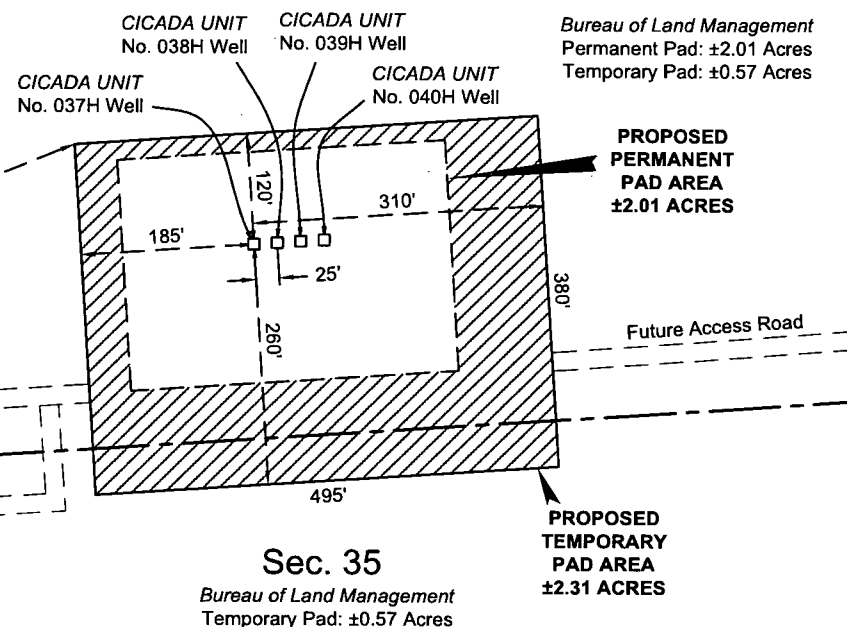 CICADA UNIT
No. 038H Well
CICADA UNIT
No. 039H Well
Bureau of Land Management
Permanent Pad: ±2.01 Acres
Temporary Pad: ±0.57 Acres
CICADA UNIT
No. 037H Well
CICADA UNIT
No. 040H Well
PROPOSED
PERMANENT
PAD AREA
±2.01 ACRES
120'
310'
185'
25'
260'
380'
Future Access Road
495'
PROPOSED
TEMPORARY
PAD AREA
±2.31 ACRES
Sec. 35
Bureau of Land Management
Temporary Pad: ±0.57 Acres